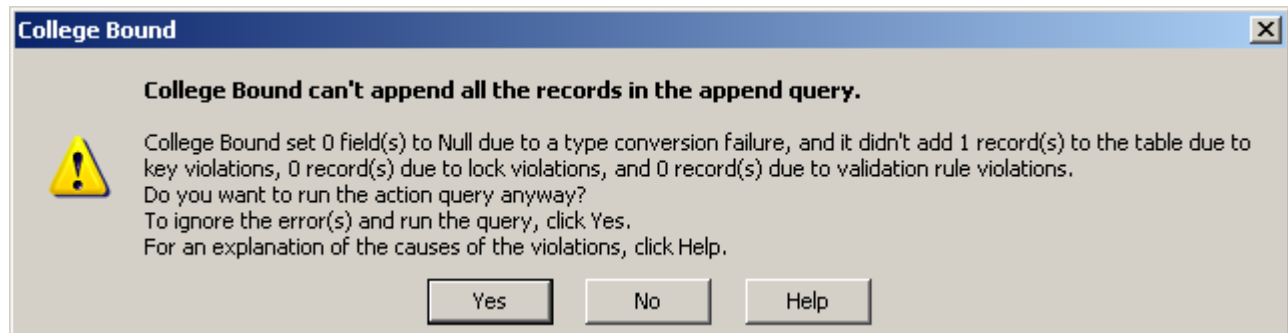 College Bound
College Bound can't append all the records in the append query.
College Bound set 0 field(s) to Null due to a type conversion failure, and it didn't add 1 record(s) to the table due to
key violations, 0 record(s) due to lock violations, and 0 record(s) due to validation rule violations.
Do you want to run the action query anyway?
To ignore the error(s) and run the query, click Yes.
For an explanation of the causes of the violations, click Help.
Yes No Help